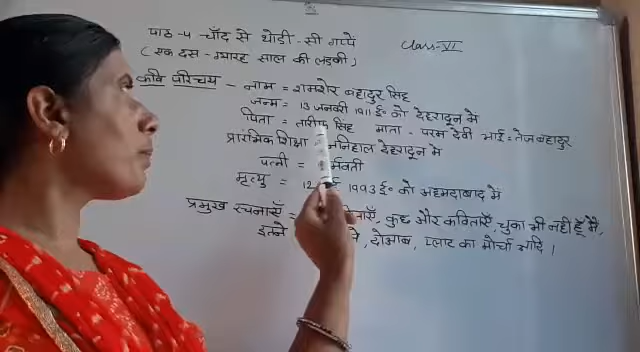 पाठ-4 चाँद से थोड़ी-सी गप्पें
Class-VI
(एक दस-ग्यारह साल की लड़की)
कवि परिचय - नाम = शमशेर बहादुर सिंह
जन्म = 13 जनवरी 1911 ई० को देहरादून में
पिता = तारीफ सिंह माता - परम देवी भाई = तेज बहादुर
प्रारंभिक शिक्षा ननिहाल देहरादून में
पत्नी =
मृत्यु = 12 1993 ई० को अहमदाबाद में
प्रमुख रचनाएँ = कुछ और कविताएँ, चुका भी नहीं हूँ मैं,
इतने दोआब, प्लाट का मोर्चा आदि।